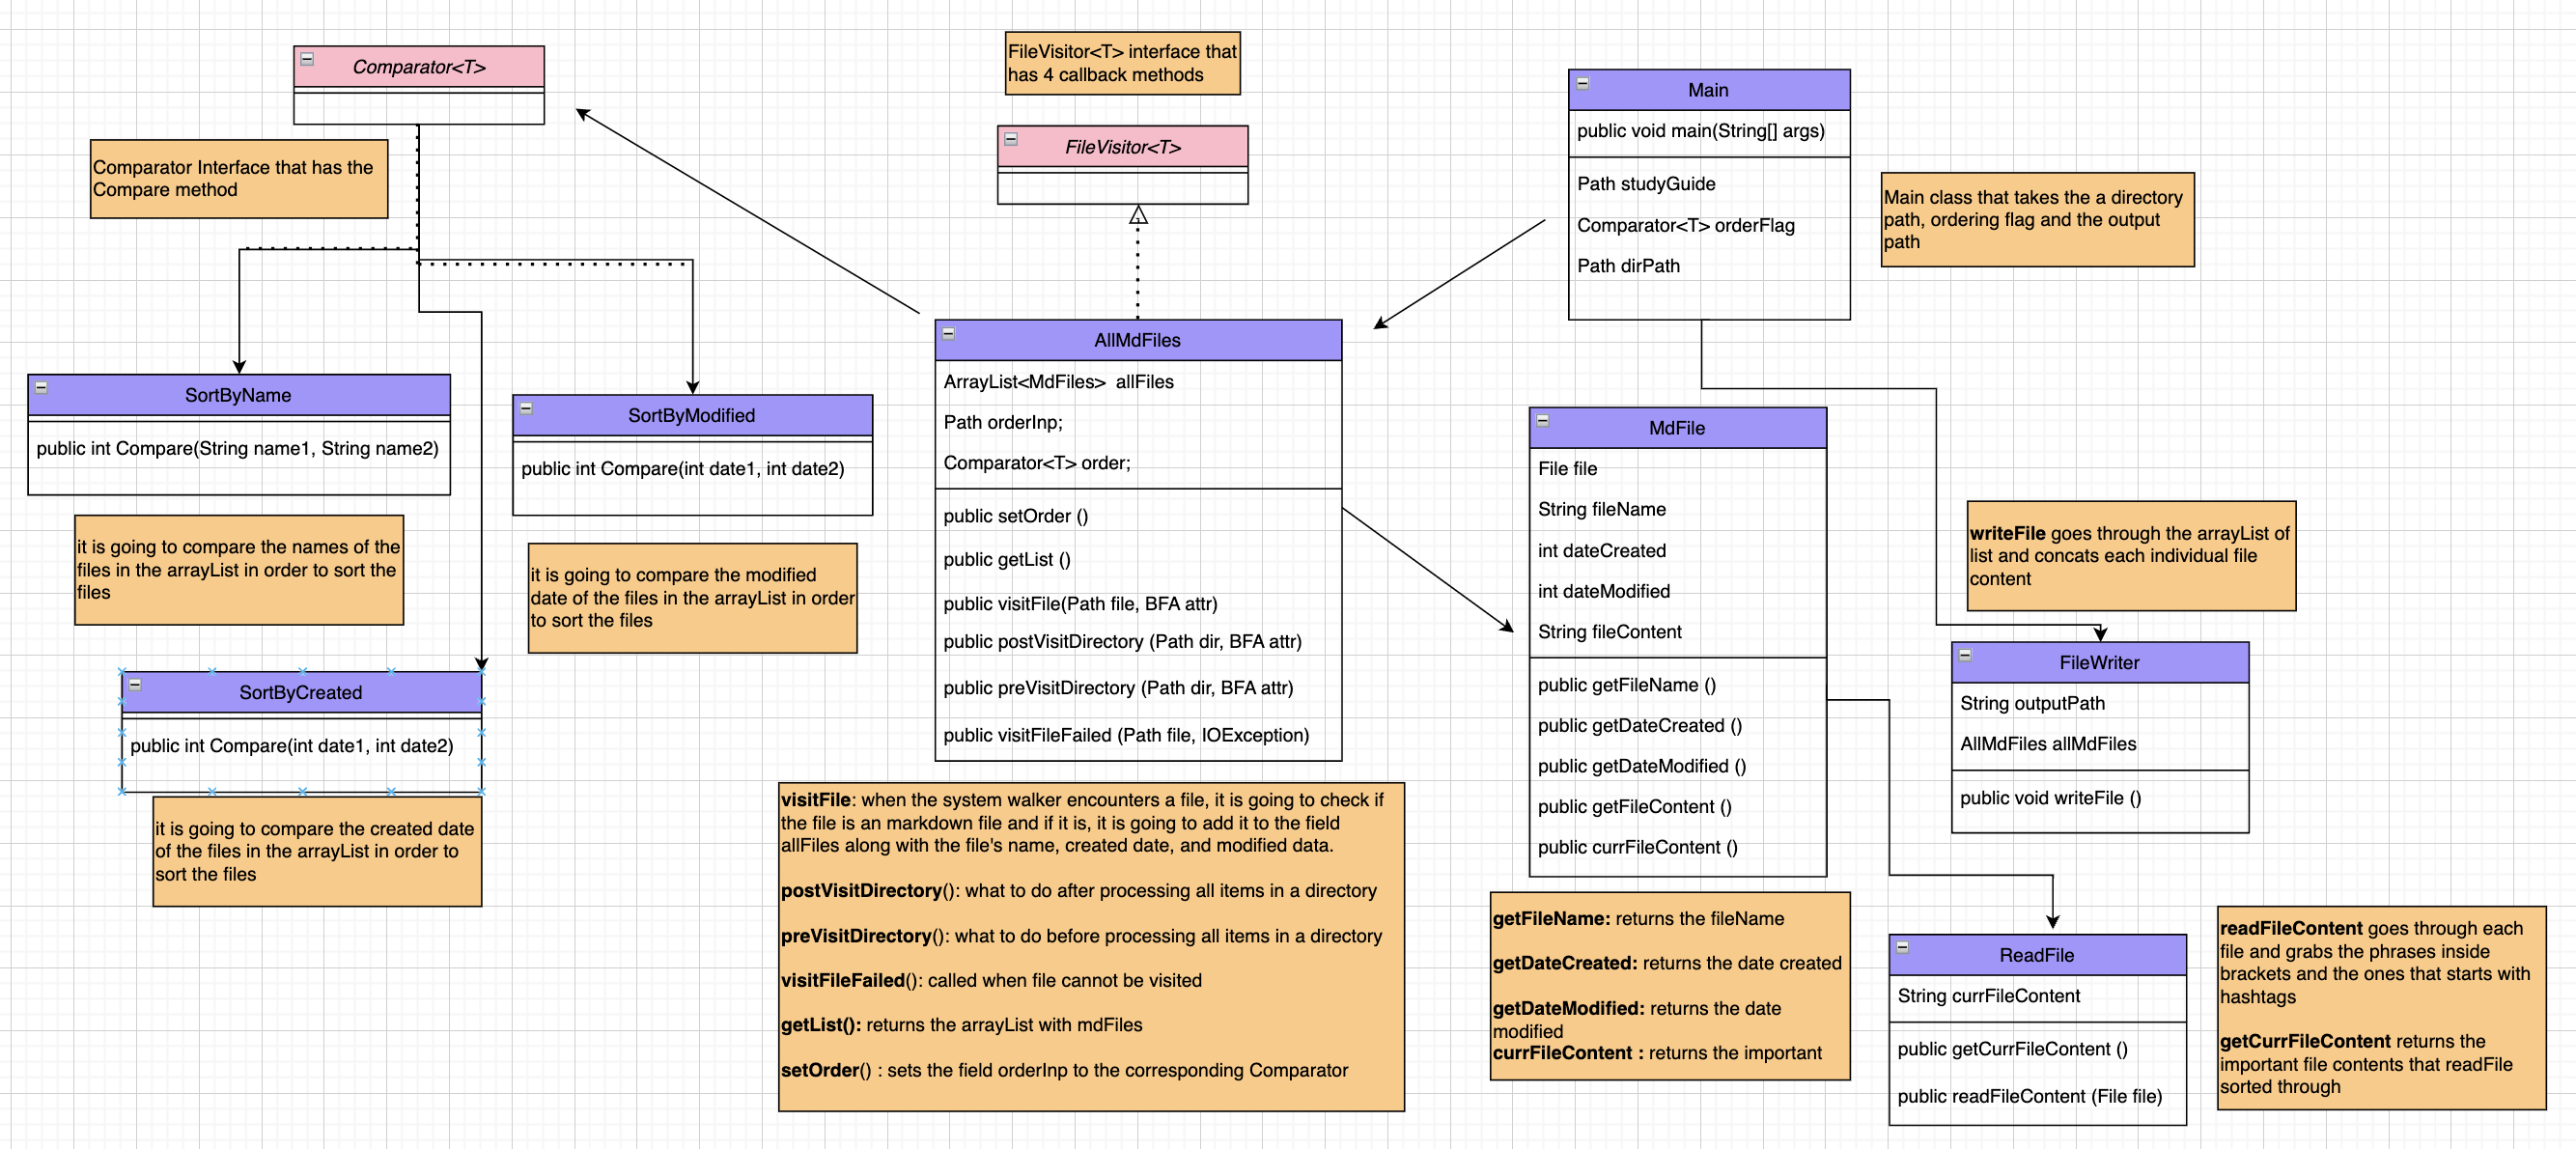 Comparator<T>
Comparator Interface that has the
Compare method
FileVisitor<T> interface that
has 4 callback methods
FileVisitor<T>
Main
public void main(String[] args)
Path studyGuide
Comparator<T> orderFlag
Path dirPath
Main class that takes the a directory
path, ordering flag and the output
path
SortByName
public int Compare(String name1, String name2)
it is going to compare the names of the
files in the arrayList in order to sort the
files
SortByModified
public int Compare(int date1, int date2)
it is going to compare the modified
date of the files in the arrayList in order
to sort the files
SortByCreated
public int Compare(int date1, int date2)
it is going to compare the created date
of the files in the arrayList in order to
sort the files
AllMdFiles
ArrayList<MdFiles> allFiles
Path orderInp;
Comparator<T> order;
public setOrder ()
public getList ()
public visitFile(Path file, BFA attr)
public postVisitDirectory (Path dir, BFA attr)
public preVisitDirectory (Path dir, BFA attr)
public visitFileFailed (Path file, IOException)
visitFile: when the system walker encounters a file, it is going to check if
the file is an markdown file and if it is, it is going to add it to the field
allFiles along with the file's name, created date, and modified data.
postVisitDirectory(): what to do after processing all items in a directory
preVisitDirectory(): what to do before processing all items in a directory
visitFileFailed(): called when file cannot be visited
getList(): returns the arrayList with mdFiles
setOrder() : sets the field orderInp to the corresponding Comparator
MdFile
File file
String fileName
int dateCreated
int dateModified
String fileContent
public getFileName ()
public getDateCreated ()
public getDateModified ()
public getFileContent ()
public currFileContent ()
getFileName: returns the fileName
getDateCreated: returns the date created
getDateModified: returns the date
modified
currFileContent : returns the important
writeFile goes through the arrayList of
list and concats each individual file
content
FileWriter
String outputPath
AllMdFiles allMdFiles
public void writeFile ()
ReadFile
String currFileContent
public getCurrFileContent ()
public readFileContent (File file)
readFileContent goes through each
file and grabs the phrases inside
brackets and the ones that starts with
hashtags
getCurrFileContent returns the
important file contents that readFile
sorted through